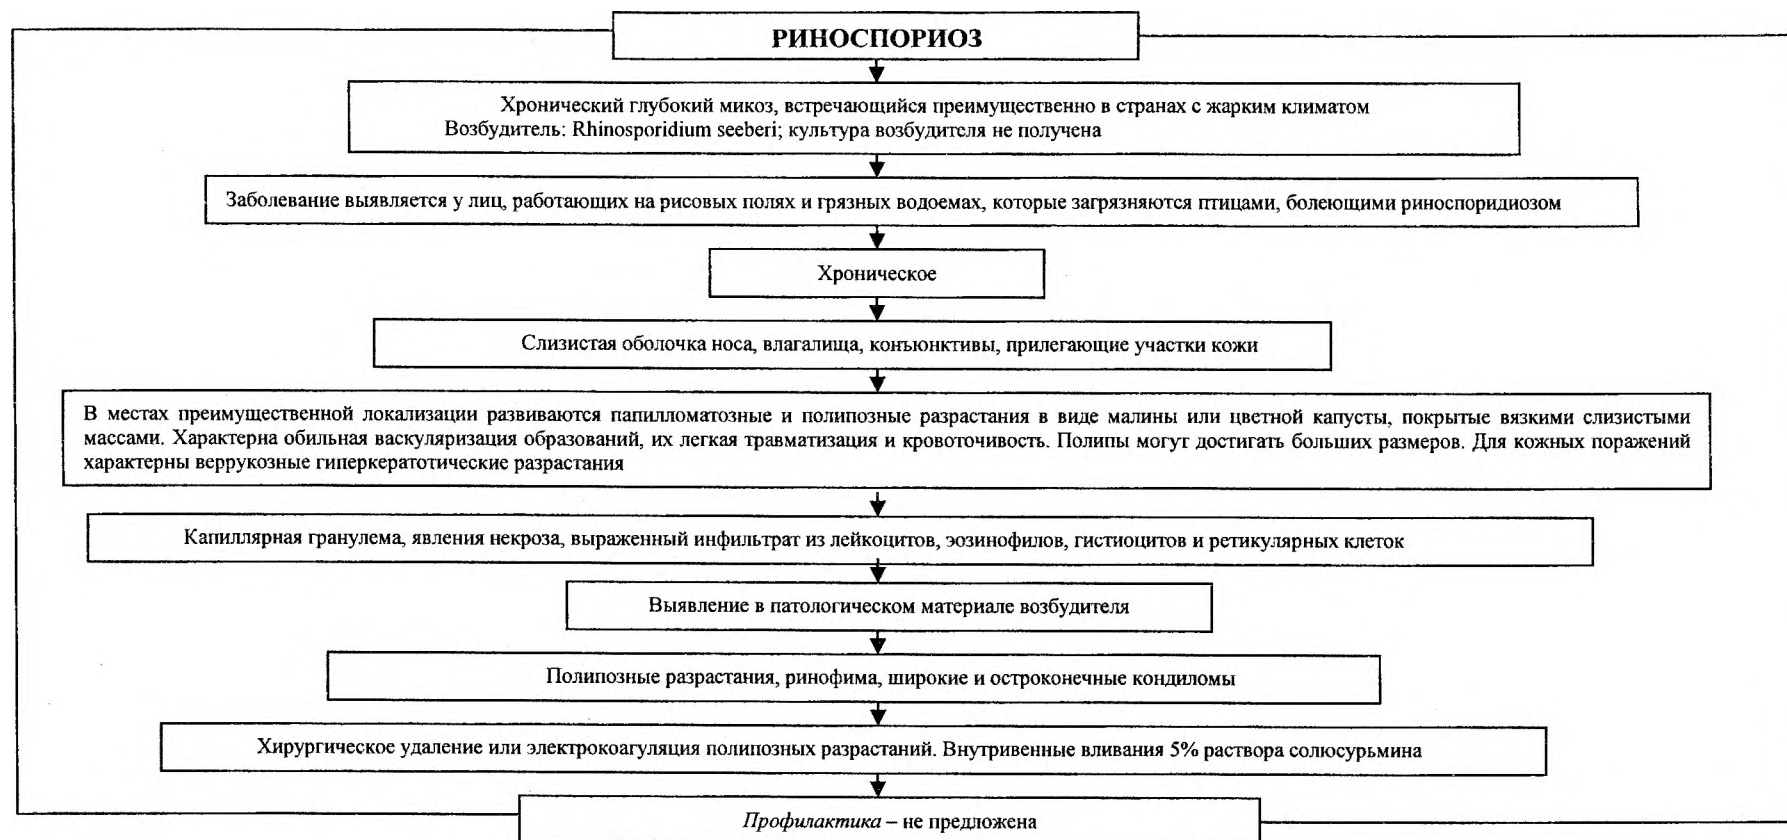 РИНОСПОРИОЗ
Хронический глубокий микоз, встречающийся преимущественно в странах с жарким климатом
Возбудитель: Rhinosporidium seeberi; культура возбудителя не получена
Заболевание выявляется у лиц, работающих на рисовых полях и грязных водоемах, которые загрязняются птицами, болеющими риноспоридиозом
Хроническое
Слизистая оболочка носа, влагалища, конъюнктивы, прилегающие участки кожи
В местах преимущественной локализации развиваются папилломатозные и полипозные разрастания в виде малины или цветной капусты, покрытые вязкими слизистыми
массами. Характерна обильная васкуляризация образований, их легкая травматизация и кровоточивость. Полипы могут достигать больших размеров. Для кожных поражений
характерны веррукозные гиперкератотические разрастания
Капиллярная гранулема, явления некроза, выраженный инфильтрат из лейкоцитов, эозинофилов, гистиоцитов и ретикулярных клеток
Выявление в патологическом материале возбудителя
Полипозные разрастания, ринофима, широкие и остроконечные кондиломы
Хирургическое удаление или электрокоагуляция полипозных разрастаний. Внутривенные вливания 5% раствора солюсурьмина
Профилактика – не предложена